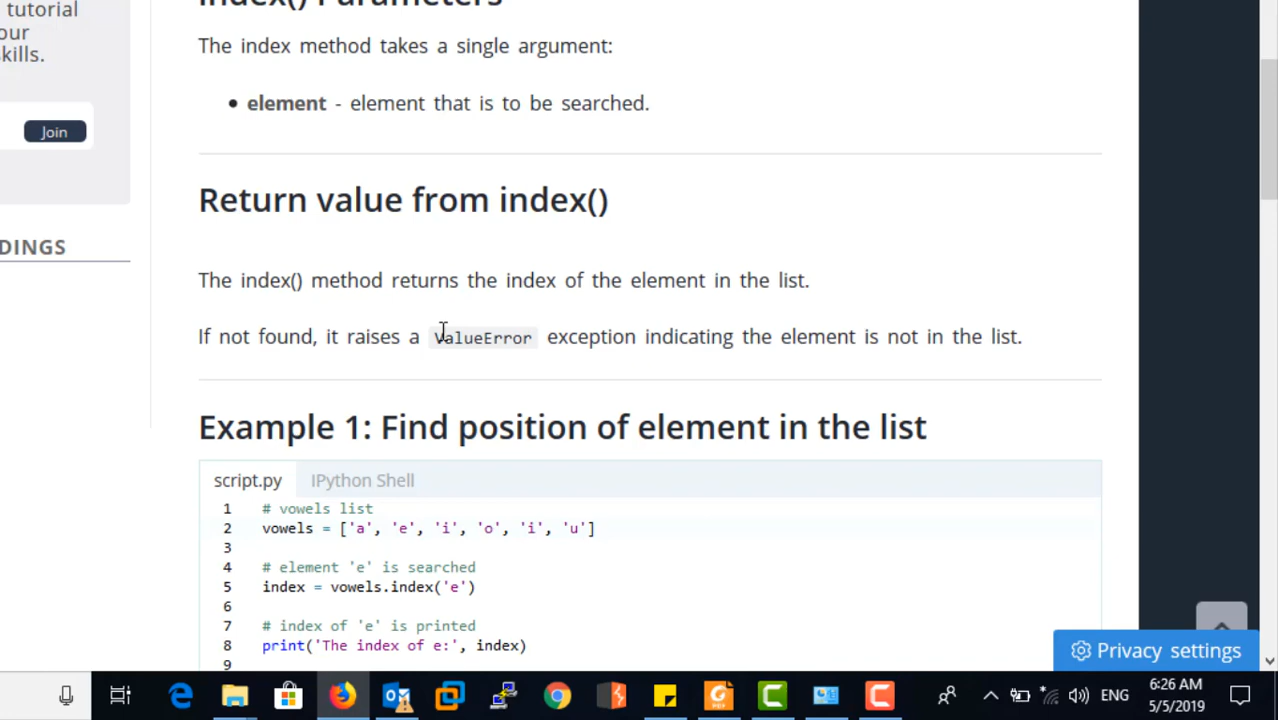 tutorial
our
skills.
Join
DINGS
index() Parameters
The index method takes a single argument:
• element - element that is to be searched.
Return value from index()
The index() method returns the index of the element in the list.
If not found, it raises a ValueError exception indicating the element is not in the list.
Example 1: Find position of element in the list
script.py IPython Shell
1 # vowels list
2 vowels = ['a', 'e', 'i', 'o', 'i', 'u']
3
4 # element 'e' is searched
5 index = vowels.index('e')
6
7 # index of 'e' is printed
8 print('The index of e:', index)
9
Privacy settings
ENG
6:26 AM
5/5/2019